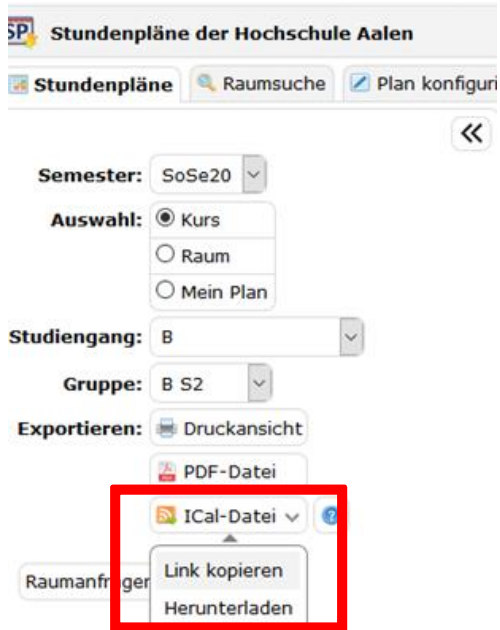 SP Stundenpläne der Hochschule Aalen
Stundenpläne Raumsuche Plan konfiguri
Semester: SoSe20
Auswahl: Kurs
Raum
Mein Plan
Studiengang: B
Gruppe: B S2
Exportieren: Druckansicht
PDF-Datei
ICal-Datei ?
Link kopieren
Raumanfragen
Herunterladen